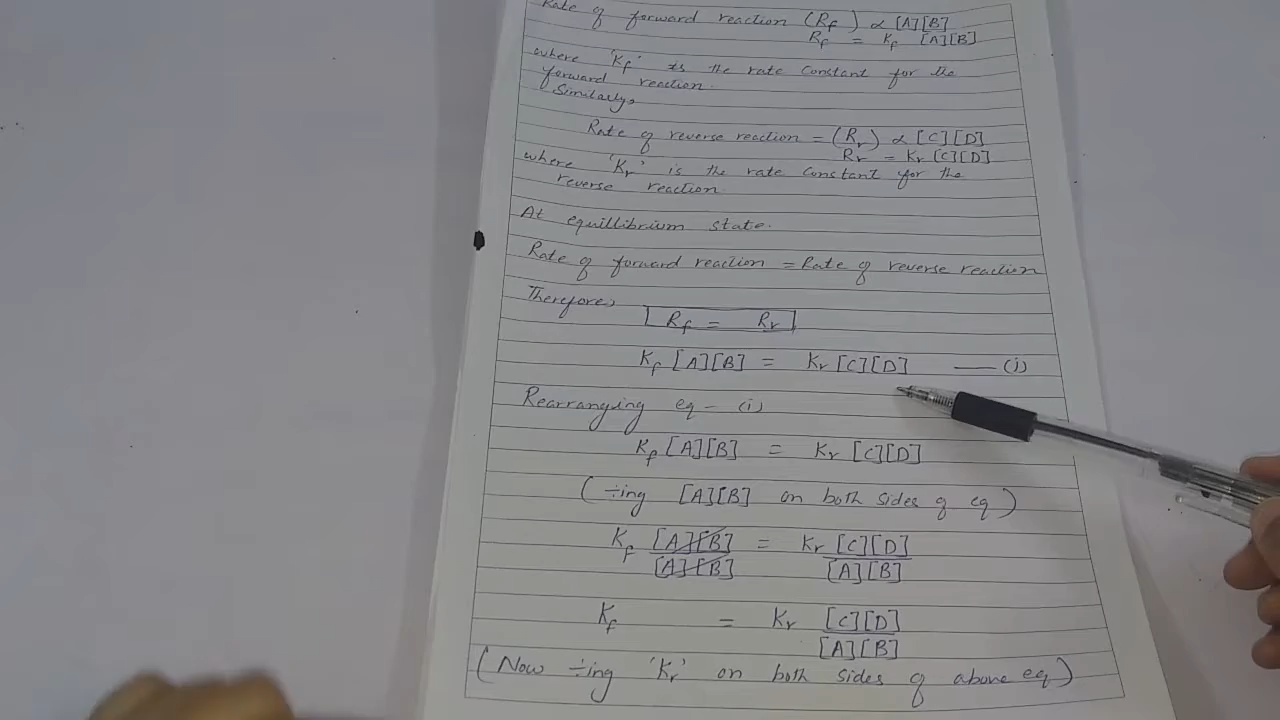 Rate of forward reaction (Rf) ∝ [A][B]
Rf = Kf [A][B]
where 'Kf' is the rate constant for the
forward reaction.
Similarly,
Rate of reverse reaction = (Rr) ∝ [C][D]
Rr = Kr [C][D]
where 'Kr' is the rate constant for the
reverse reaction.
At equillibrium state.
Rate of forward reaction = Rate of reverse reaction
Therefore,
Rf = Rr
Kf [A][B] = Kr [C][D] —— (i)
Rearranging eq - (i)
Kf [A][B] = Kr [C][D]
(÷ing [A][B] on both sides of eq)
Kf [A][B] = Kr [C][D]
[A][B] [A][B]
Kf = Kr [C][D]
[A][B]
(Now ÷ing 'Kr' on both sides of above eq)